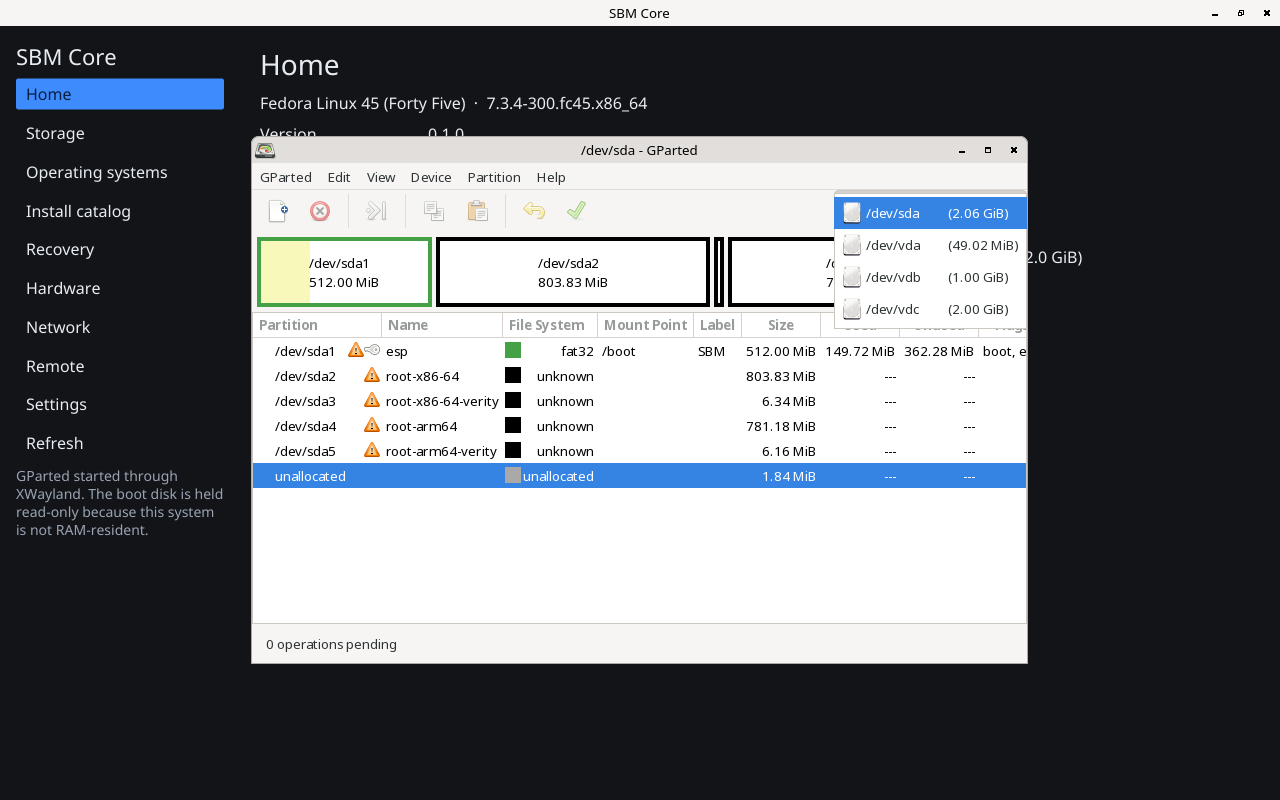 SBM Core
SBM Core
Home
Storage
Operating systems
Install catalog
Recovery
Hardware
Network
Remote
Settings
Refresh
GParted started through
XWayland. The boot disk is held
read-only because this system
is not RAM-resident.
Home
Fedora Linux 45 (Forty Five) · 7.3.4-300.fc45.x86_64
Version 0.1.0
2.0 GiB)
/dev/sda - GParted
GParted Edit View Device Partition Help
/dev/sda (2.06 GiB)
/dev/vda (49.02 MiB)
/dev/vdb (1.00 GiB)
/dev/vdc (2.00 GiB)
/dev/sda1
512.00 MiB
/dev/sda2
803.83 MiB
Partition Name File System Mount Point Label Size
/dev/sda1 esp fat32 /boot SBM 512.00 MiB 149.72 MiB 362.28 MiB boot, e
/dev/sda2 root-x86-64 unknown 803.83 MiB --- ---
/dev/sda3 root-x86-64-verity unknown 6.34 MiB --- ---
/dev/sda4 root-arm64 unknown 781.18 MiB --- ---
/dev/sda5 root-arm64-verity unknown 6.16 MiB --- ---
unallocated unallocated 1.84 MiB --- ---
0 operations pending